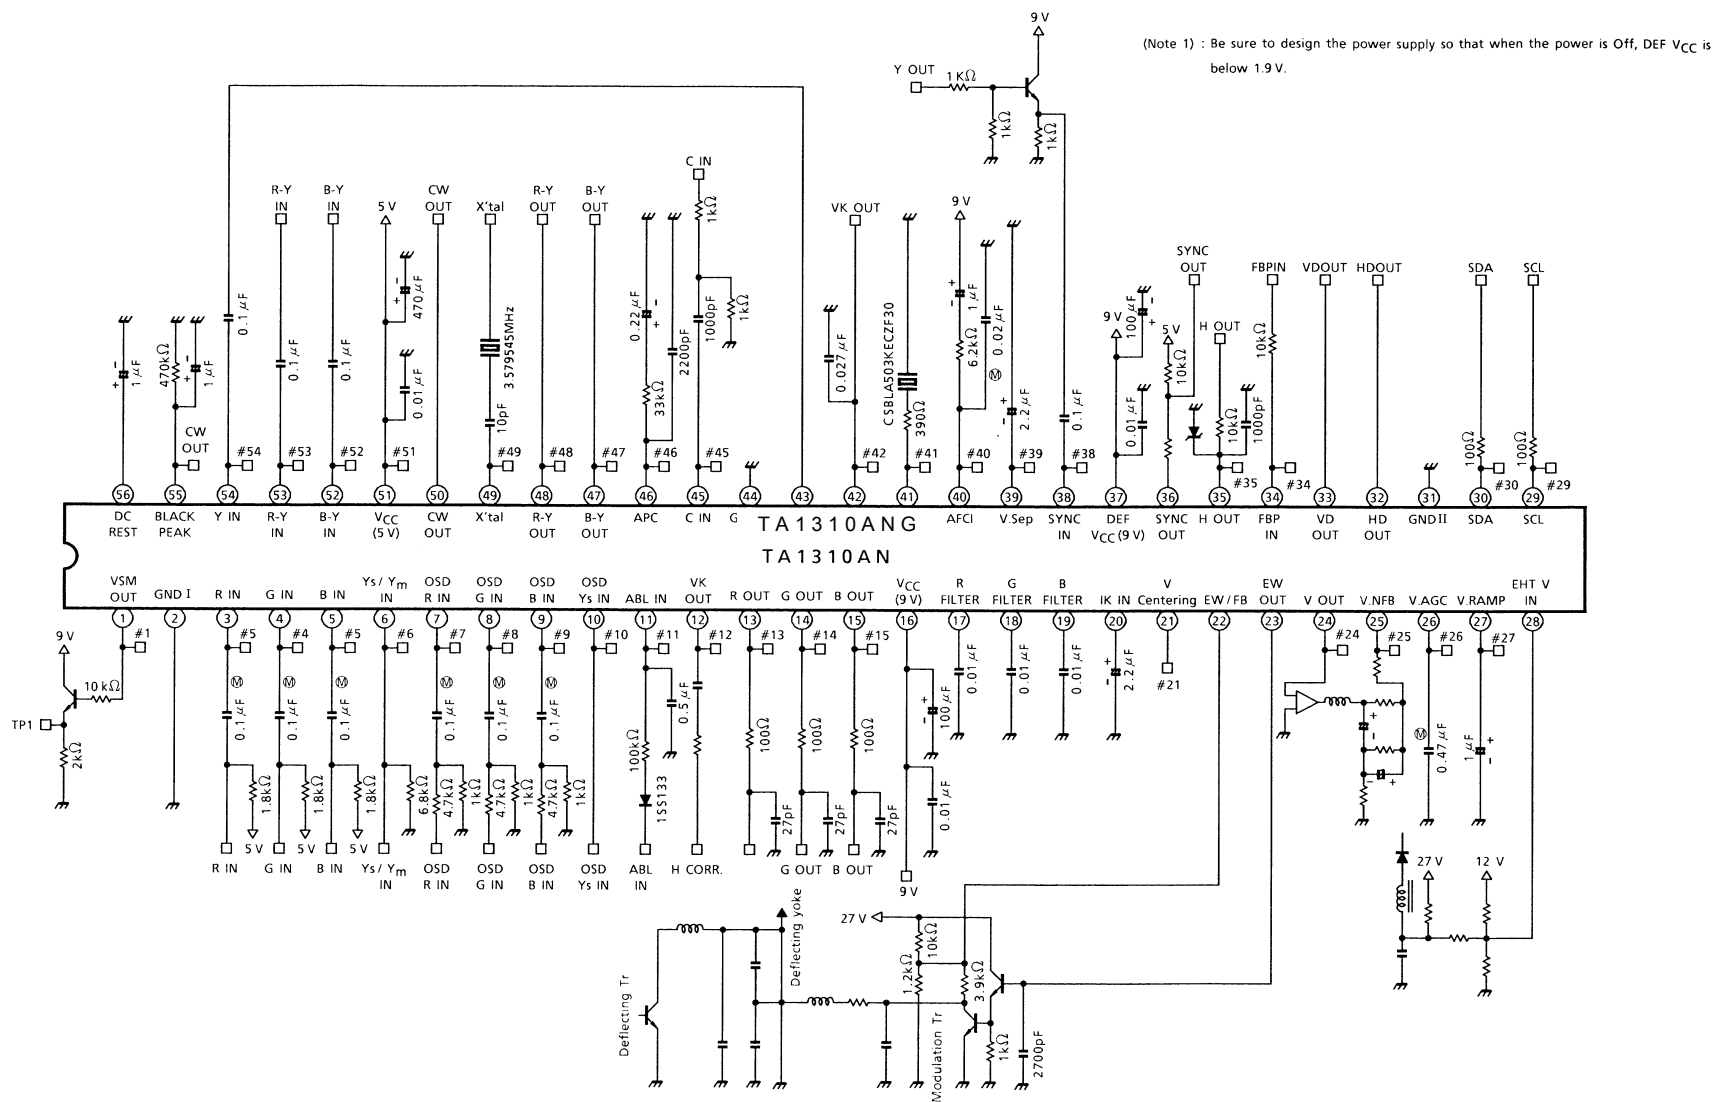 (Note 1) : Be sure to design the power supply so that when the power is Off, DEF VCC is
below 1.9 V.
9 V
Y OUT
1 KΩ
1kΩ
1kΩ
C IN
1kΩ
R-Y
IN
B-Y
IN
5 V
CW
OUT
X'tal
R-Y
OUT
B-Y
OUT
VK OUT
9 V
SYNC
OUT
FBPIN
VDOUT
HDOUT
SDA
SCL
+ -
1 μF
470kΩ
+ -
1 μF
CW
OUT
0.1 μF
0.1 μF
0.1 μF
+ -
470 μF
0.01 μF
3.579545MHz
10pF
0.22 μF
+ -
33kΩ
2200pF
1000pF
1kΩ
0.027 μF
CSBLA503KECZF30
390Ω
- +
1 μF
6.2kΩ
0.02 μF
M
- +
2.2 μF
0.1 μF
9 V
100 μF
+ -
0.01 μF
5 V
10kΩ
H OUT
10kΩ
1000pF
10kΩ
100Ω
100Ω
#54
#53
#52
#51
#49
#48
#47
#46
#45
#42
#41
#40
#39
#38
#35
#34
#30
#29
56 55 54 53 52 51 50 49 48 47 46 45 44 43 42 41 40 39 38 37 36 35 34 33 32 31 30 29
DC
REST
BLACK
PEAK
Y IN
R-Y
IN
B-Y
IN
VCC
(5 V)
CW
OUT
X'tal
R-Y
OUT
B-Y
OUT
APC
C IN
G
AFCI
V.Sep
SYNC
IN
DEF
VCC (9 V)
SYNC
OUT
H OUT
FBP
IN
VD
OUT
HD
OUT
GND II
SDA
SCL
TA1310ANG
TA1310AN
VSM
OUT
GND I
R IN
G IN
B IN
Ys / Ym
IN
OSD
R IN
OSD
G IN
OSD
B IN
OSD
Ys IN
ABL IN
VK
OUT
R OUT
G OUT
B OUT
VCC
(9 V)
R
FILTER
G
FILTER
B
FILTER
IK IN
V
Centering
EW / FB
EW
OUT
V OUT
V.NFB
V.AGC
V.RAMP
EHT V
IN
1 2 3 4 5 6 7 8 9 10 11 12 13 14 15 16 17 18 19 20 21 22 23 24 25 26 27 28
#1
#5
#4
#5
#6
#7
#8
#9
#10
#11
#12
#13
#14
#15
#21
#24
#25
#26
#27
9 V
10 kΩ
TP1
2kΩ
M
0.1 μF
1.8kΩ
5 V
R IN
M
0.1 μF
1.8kΩ
5 V
G IN
M
0.1 μF
1.8kΩ
5 V
B IN
6.8kΩ
Ys / Ym
IN
M
0.1 μF
4.7kΩ
1kΩ
OSD
R IN
M
0.1 μF
4.7kΩ
1kΩ
OSD
G IN
M
0.1 μF
4.7kΩ
1kΩ
OSD
B IN
OSD
Ys IN
100kΩ
1SS133
ABL
IN
0.5 μF
H CORR.
100Ω
27pF
100Ω
27pF
G OUT
100Ω
27pF
B OUT
- +
100 μF
0.01 μF
9 V
0.01 μF
0.01 μF
0.01 μF
- +
2.2 μF
+
-
- +
M
0.47 μF
1 μF
+
-
27 V
12 V
27 V
10kΩ
1.2kΩ
3.9kΩ
1kΩ
2700pF
Modulation Tr
Deflecting yoke
Deflecting Tr